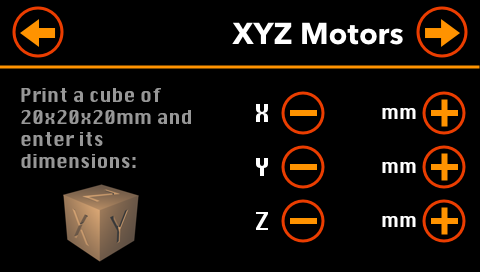 XYZ Motors
Print a cube of
20x20x20mm and
enter its
dimensions:
X mm
Y mm
Z mm
Z
X Y